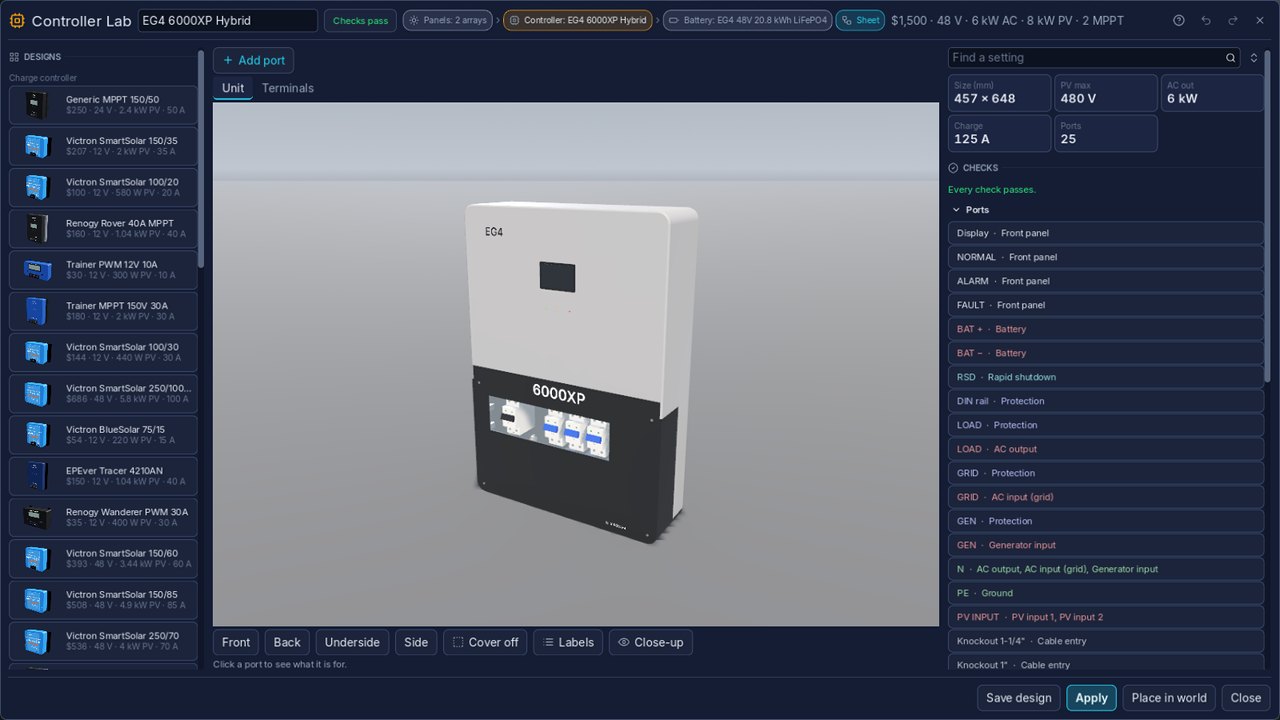 Controller Lab
EG4 6000XP Hybrid
Checks pass
Panels: 2 arrays
Controller: EG4 6000XP Hybrid
Battery: EG4 48V 20.8 kWh LiFePO4
Sheet
$1,500 · 48 V · 6 kW AC · 8 kW PV · 2 MPPT
DESIGNS
Charge controller
Generic MPPT 150/50
$250 · 24 V · 2.4 kW PV · 50 A
Victron SmartSolar 150/35
$207 · 12 V · 2 kW PV · 35 A
Victron SmartSolar 100/20
$100 · 12 V · 580 W PV · 20 A
Renogy Rover 40A MPPT
$160 · 12 V · 1.04 kW PV · 40 A
Trainer PWM 12V 10A
$30 · 12 V · 300 W PV · 10 A
Trainer MPPT 150V 30A
$180 · 12 V · 2 kW PV · 30 A
Victron SmartSolar 100/30
$144 · 12 V · 440 W PV · 30 A
Victron SmartSolar 250/100...
$686 · 48 V · 5.8 kW PV · 100 A
Victron BlueSolar 75/15
$54 · 12 V · 220 W PV · 15 A
EPEver Tracer 4210AN
$150 · 12 V · 1.04 kW PV · 40 A
Renogy Wanderer PWM 30A
$35 · 12 V · 400 W PV · 30 A
Victron SmartSolar 150/60
$393 · 48 V · 3.44 kW PV · 60 A
Victron SmartSolar 150/85
$508 · 48 V · 4.9 kW PV · 85 A
Victron SmartSolar 250/70
$536 · 48 V · 4 kW PV · 70 A
+ Add port
Unit
Terminals
EG4
6000XP
Front
Back
Underside
Side
Cover off
Labels
Close-up
Click a port to see what it is for.
Find a setting
Size (mm)
457 × 648
PV max
480 V
AC out
6 kW
Charge
125 A
Ports
25
CHECKS
Every check passes.
Ports
Display · Front panel
NORMAL · Front panel
ALARM · Front panel
FAULT · Front panel
BAT + · Battery
BAT − · Battery
RSD · Rapid shutdown
DIN rail · Protection
LOAD · Protection
LOAD · AC output
GRID · Protection
GRID · AC input (grid)
GEN · Protection
GEN · Generator input
N · AC output, AC input (grid), Generator input
PE · Ground
PV INPUT · PV input 1, PV input 2
Knockout 1-1/4" · Cable entry
Knockout 1" · Cable entry
Save design
Apply
Place in world
Close